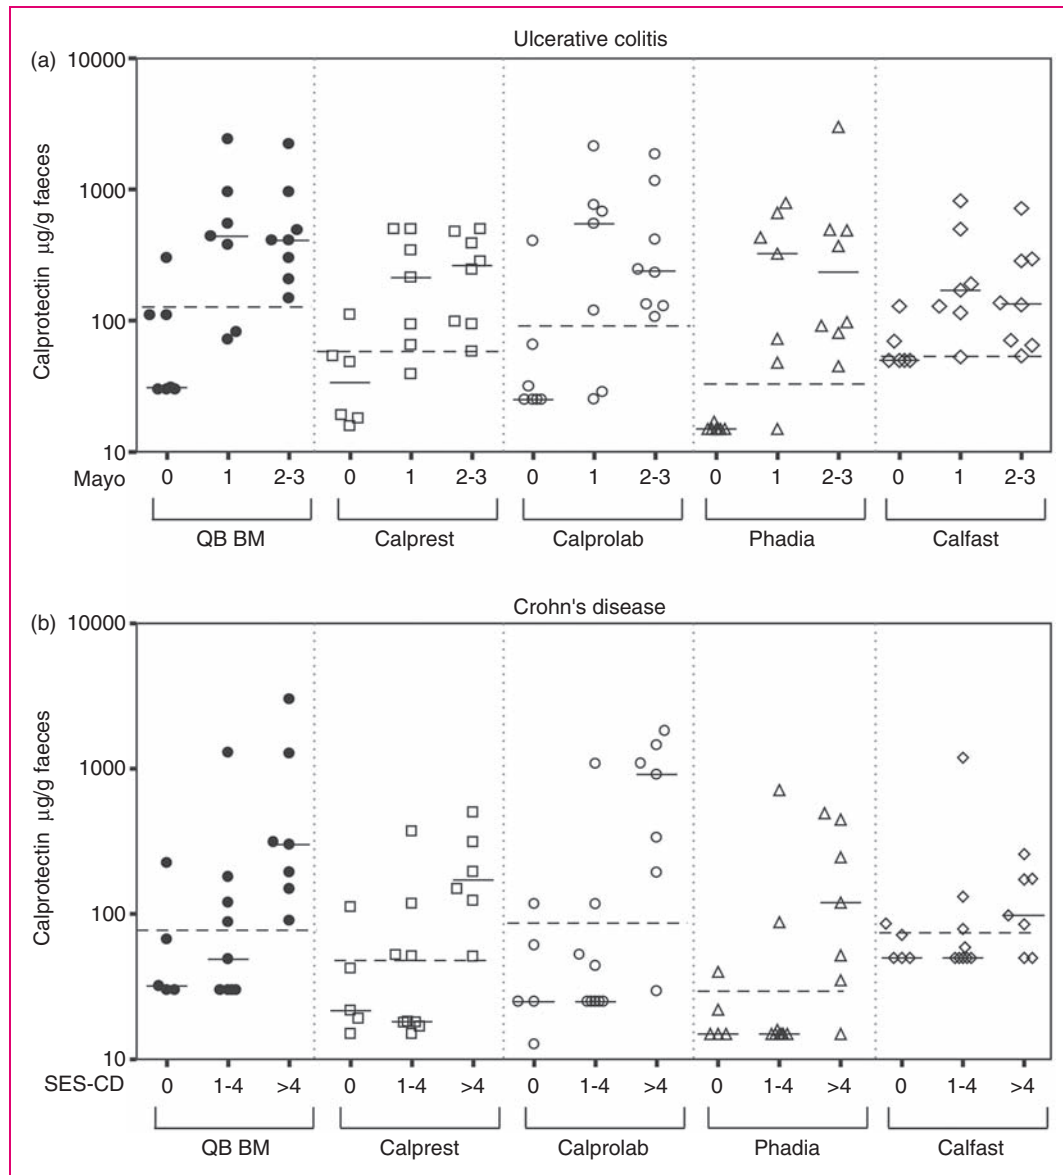 Ulcerative colitis
(a)
Calprotectin µg/g faeces
10000
1000
100
10
Mayo 0 1 2-3 0 1 2-3 0 1 2-3 0 1 2-3 0 1 2-3
QB BM Calprest Calprolab Phadia Calfast
Crohn's disease
(b)
Calprotectin µg/g faeces
10000
1000
100
10
SES-CD 0 1-4 >4 0 1-4 >4 0 1-4 >4 0 1-4 >4 0 1-4 >4
QB BM Calprest Calprolab Phadia Calfast